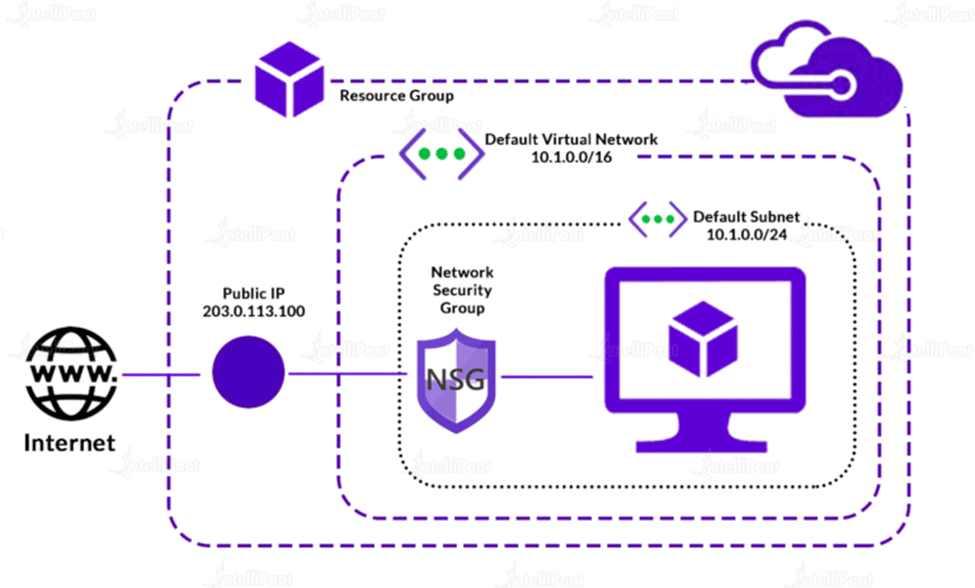 Resource Group
Default Virtual Network
10.1.0.0/16
Default Subnet
10.1.0.0/24
Network
Security
Group
Public IP
203.0.113.100
www.
NSG
Internet
IntelliPaat